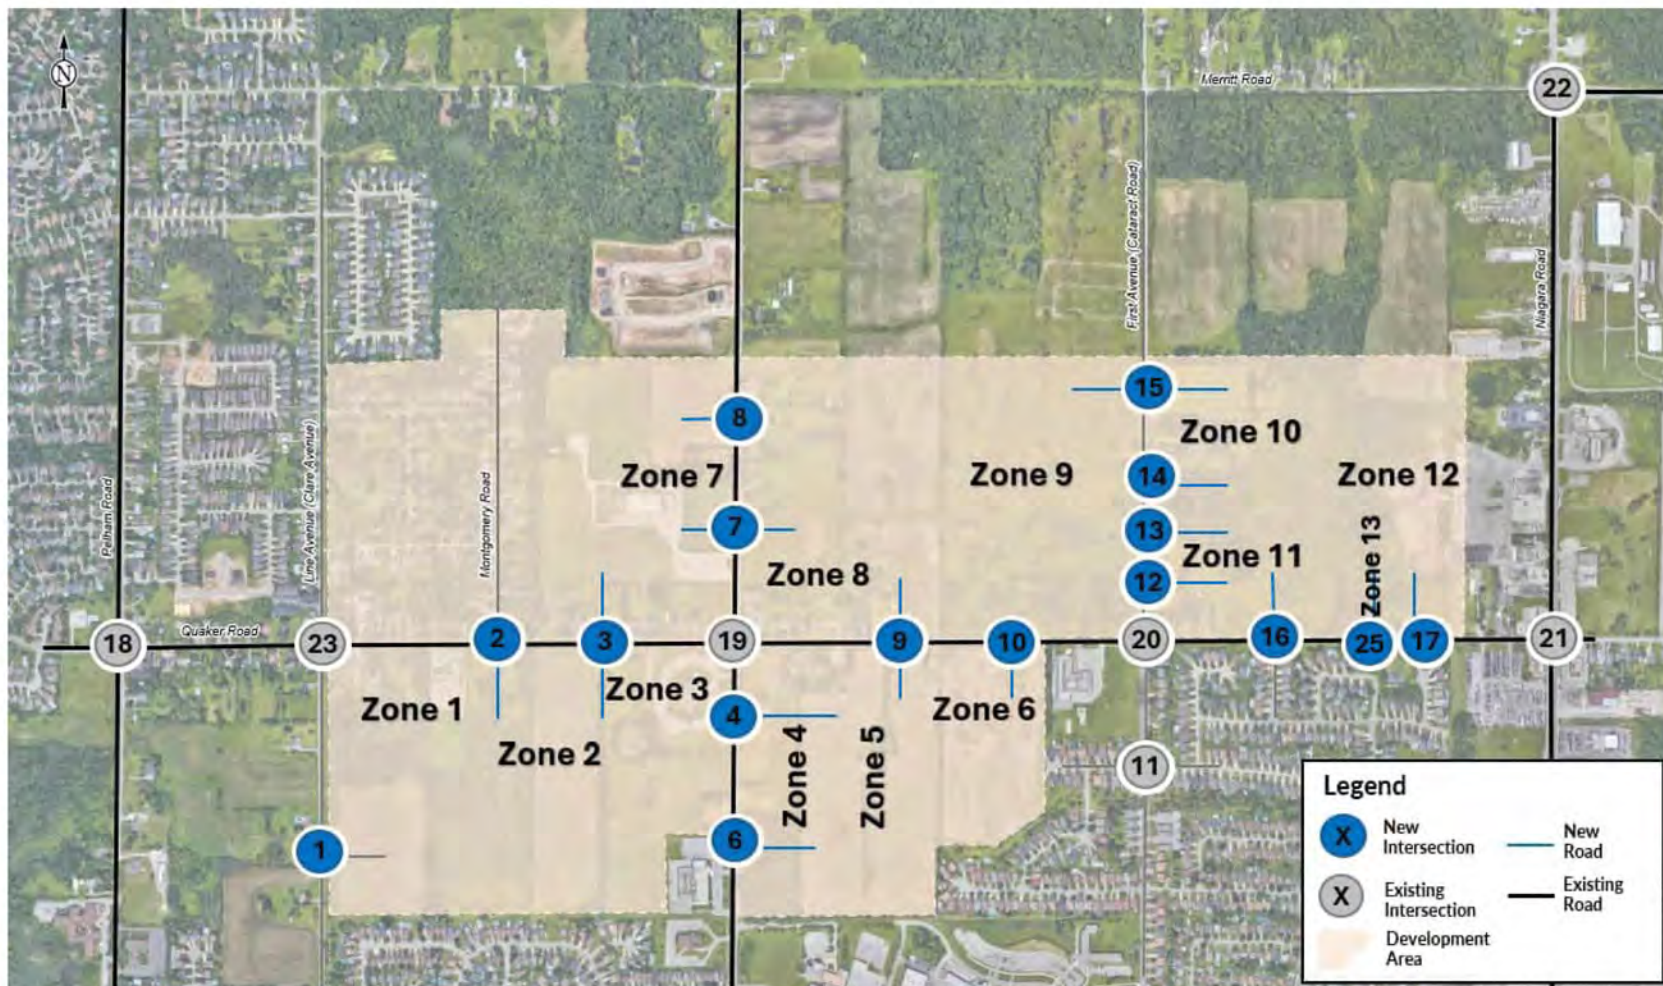 N
Merritt Road
22
First Avenue (Cataract Road)
Niagara Road
15
8
Zone 10
Zone 7
Zone 9
14
Zone 12
Line Avenue (Clare Avenue)
Pelham Road
Montgomery Road
7
13
Zone 13
Zone 8
Zone 11
12
Quaker Road
18
23
2
3
19
9
10
20
16
25
17
21
Zone 1
Zone 3
4
Zone 6
Zone 2
Zone 4
Zone 5
11
1
6
Legend
X
New
Intersection
New
Road
X
Existing
Intersection
Existing
Road
Development
Area